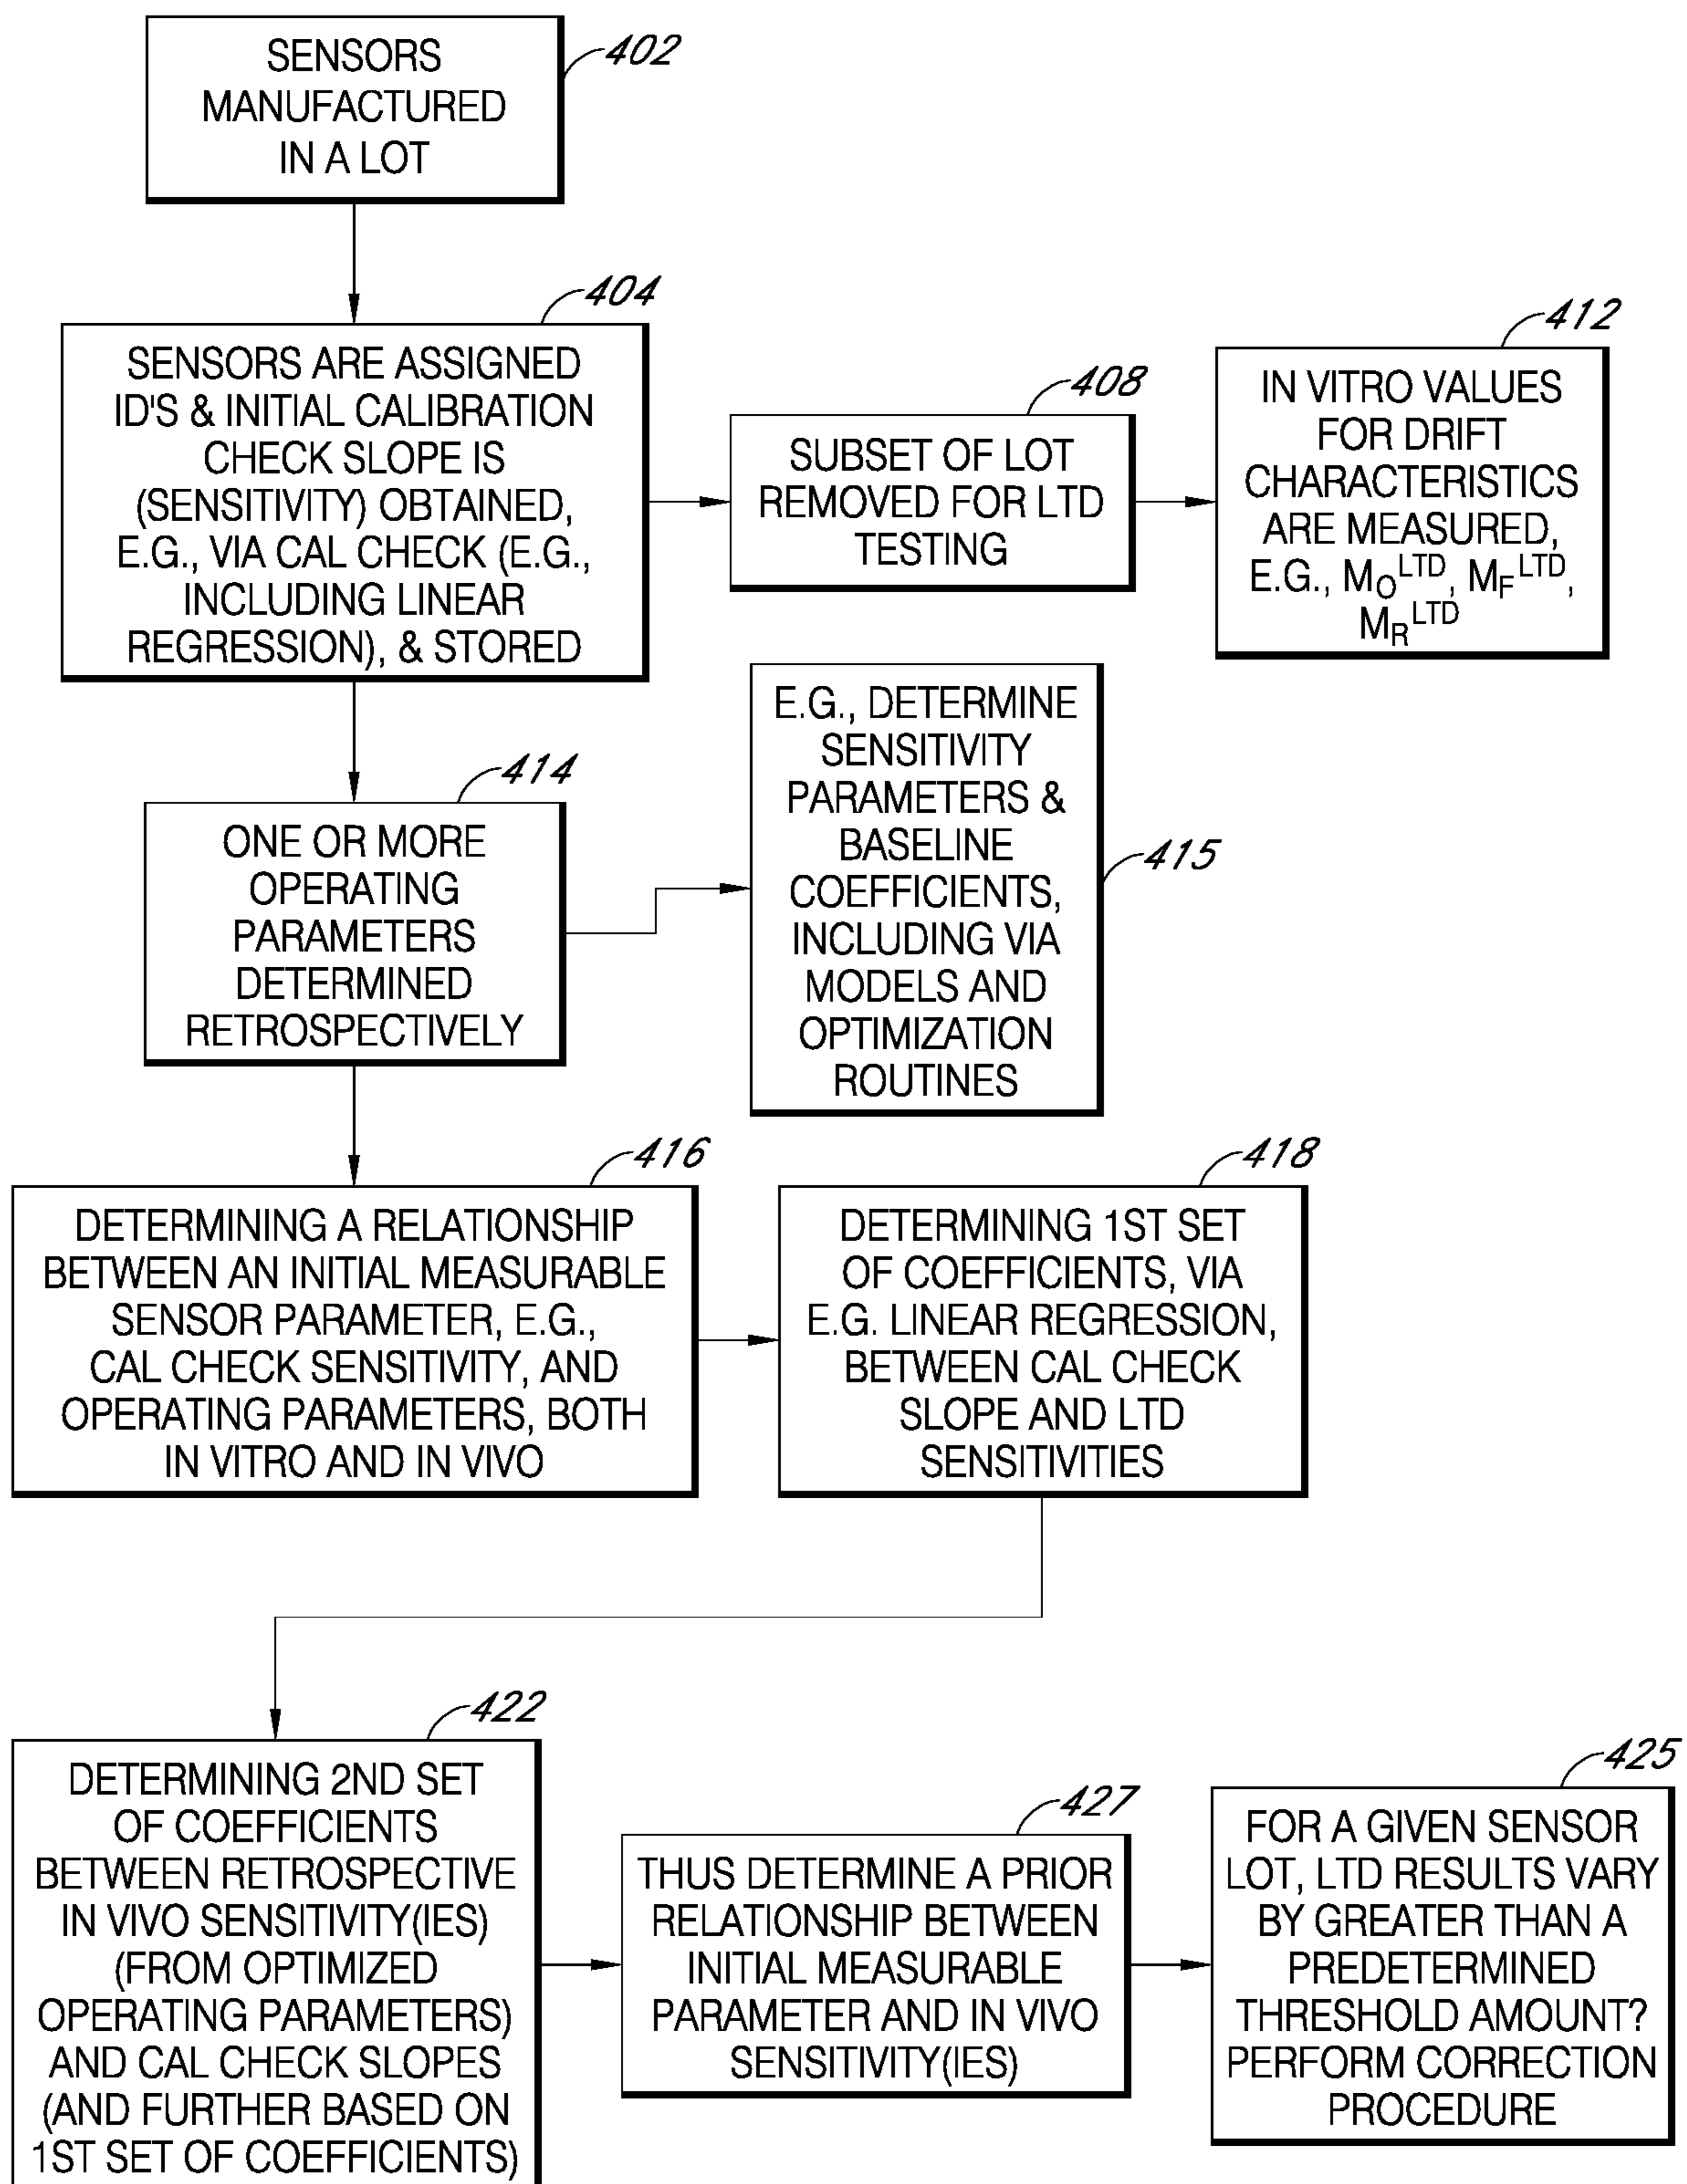 SENSORS
MANUFACTURED
IN A LOT
402
404
SENSORS ARE ASSIGNED
ID'S & INITIAL CALIBRATION
CHECK SLOPE IS
(SENSITIVITY) OBTAINED,
E.G., VIA CAL CHECK (E.G.,
INCLUDING LINEAR
REGRESSION), & STORED
408
SUBSET OF LOT
REMOVED FOR LTD
TESTING
412
IN VITRO VALUES
FOR DRIFT
CHARACTERISTICS
ARE MEASURED,
E.G., M_O^LTD, M_F^LTD,
M_R^LTD
414
ONE OR MORE
OPERATING
PARAMETERS
DETERMINED
RETROSPECTIVELY
E.G., DETERMINE
SENSITIVITY
PARAMETERS &
BASELINE
COEFFICIENTS,
INCLUDING VIA
MODELS AND
OPTIMIZATION
ROUTINES
415
416
DETERMINING A RELATIONSHIP
BETWEEN AN INITIAL MEASURABLE
SENSOR PARAMETER, E.G.,
CAL CHECK SENSITIVITY, AND
OPERATING PARAMETERS, BOTH
IN VITRO AND IN VIVO
418
DETERMINING 1ST SET
OF COEFFICIENTS, VIA
E.G. LINEAR REGRESSION,
BETWEEN CAL CHECK
SLOPE AND LTD
SENSITIVITIES
422
DETERMINING 2ND SET
OF COEFFICIENTS
BETWEEN RETROSPECTIVE
IN VIVO SENSITIVITY(IES)
(FROM OPTIMIZED
OPERATING PARAMETERS)
AND CAL CHECK SLOPES
(AND FURTHER BASED ON
1ST SET OF COEFFICIENTS)
427
THUS DETERMINE A PRIOR
RELATIONSHIP BETWEEN
INITIAL MEASURABLE
PARAMETER AND IN VIVO
SENSITIVITY(IES)
425
FOR A GIVEN SENSOR
LOT, LTD RESULTS VARY
BY GREATER THAN A
PREDETERMINED
THRESHOLD AMOUNT?
PERFORM CORRECTION
PROCEDURE